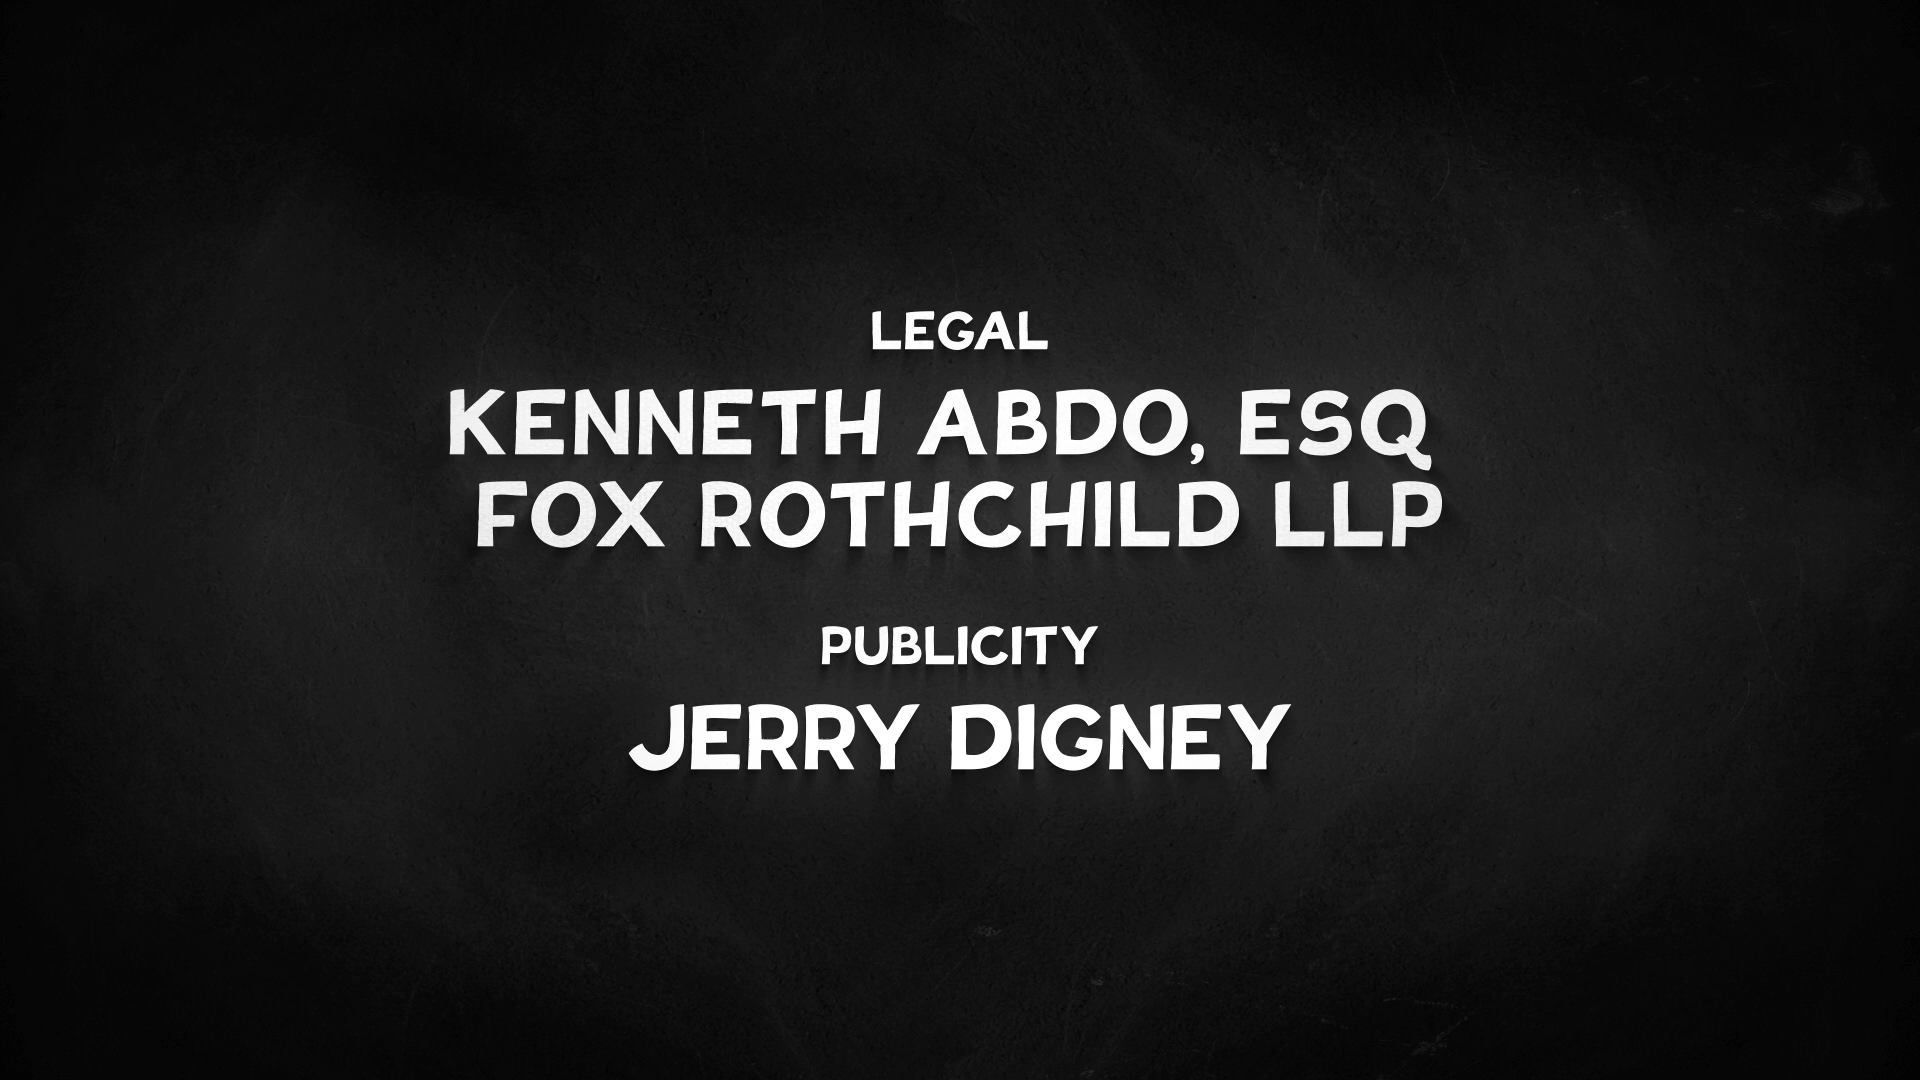 LEGAL
KENNETH ABDO, ESQ
FOX ROTHCHILD LLP
PUBLICITY
JERRY DIGNEY